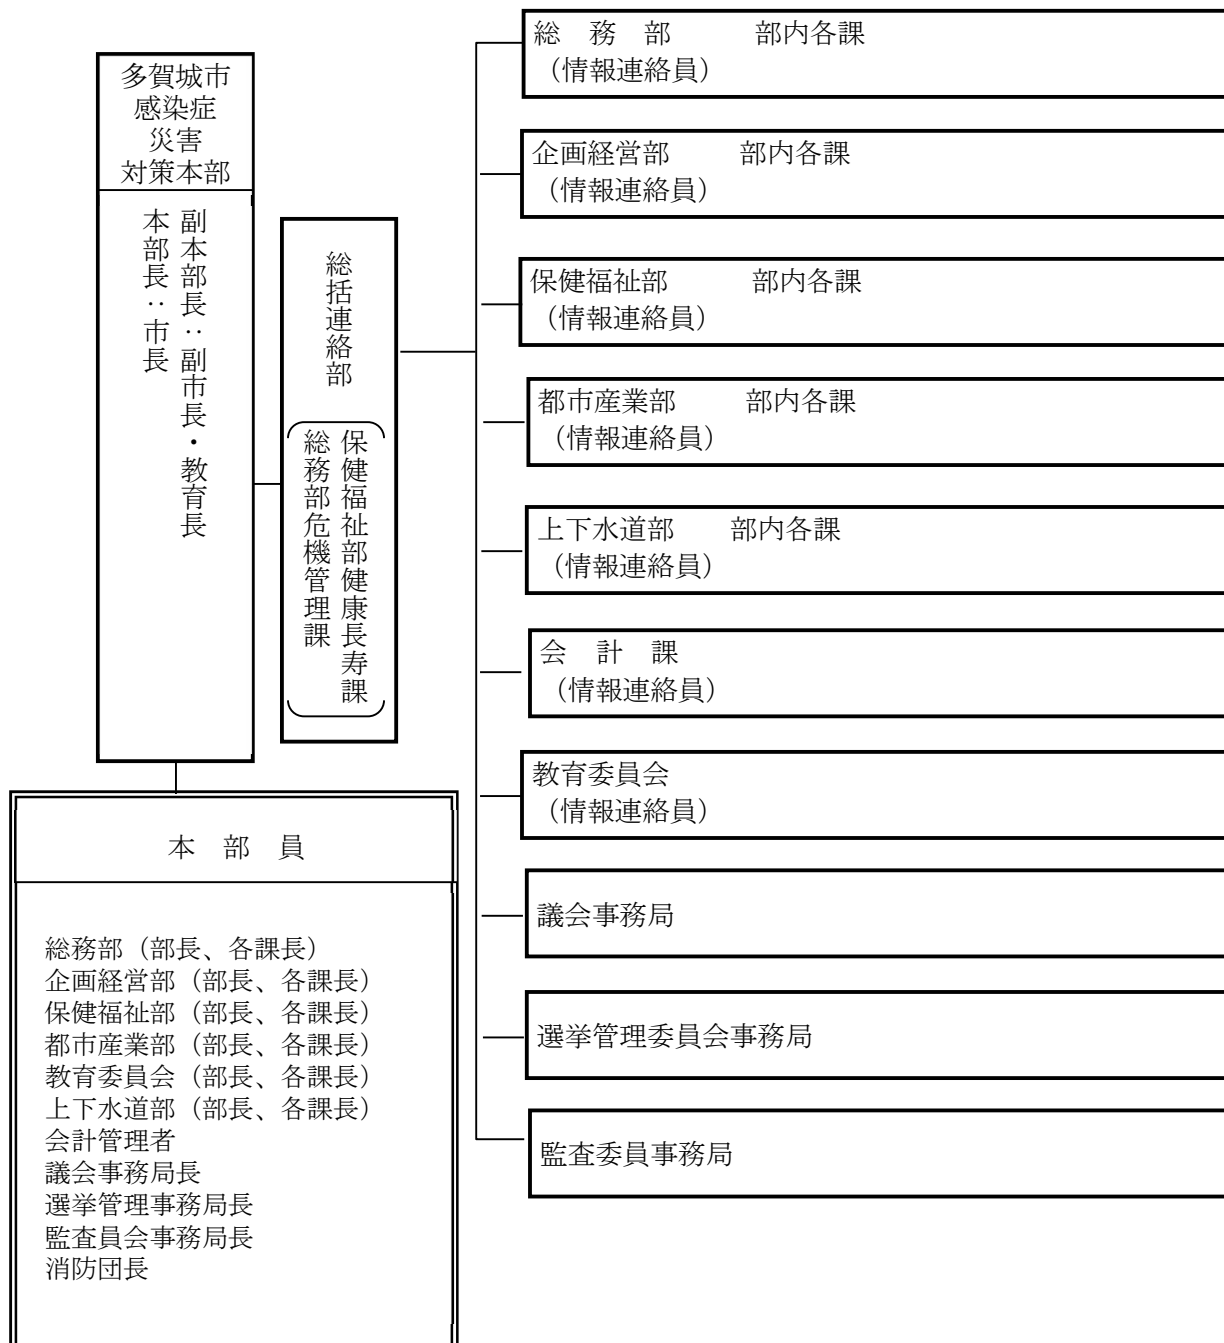 多賀城市
感染症
災害
対策本部
本部長：市長
副本部長：副市長・教育長
総括連絡部
総務部危機管理課
保健福祉部健康長寿課
総　務　部　　　部内各課
（情報連絡員）
企画経営部　　　部内各課
（情報連絡員）
保健福祉部　　　部内各課
（情報連絡員）
都市産業部　　　部内各課
（情報連絡員）
上下水道部　　部内各課
（情報連絡員）
会　計　課
（情報連絡員）
教育委員会
（情報連絡員）
議会事務局
選挙管理委員会事務局
監査委員事務局
本　部　員
総務部（部長、各課長）
企画経営部（部長、各課長）
保健福祉部（部長、各課長）
都市産業部（部長、各課長）
教育委員会（部長、各課長）
上下水道部（部長、各課長）
会計管理者
議会事務局長
選挙管理事務局長
監査員会事務局長
消防団長